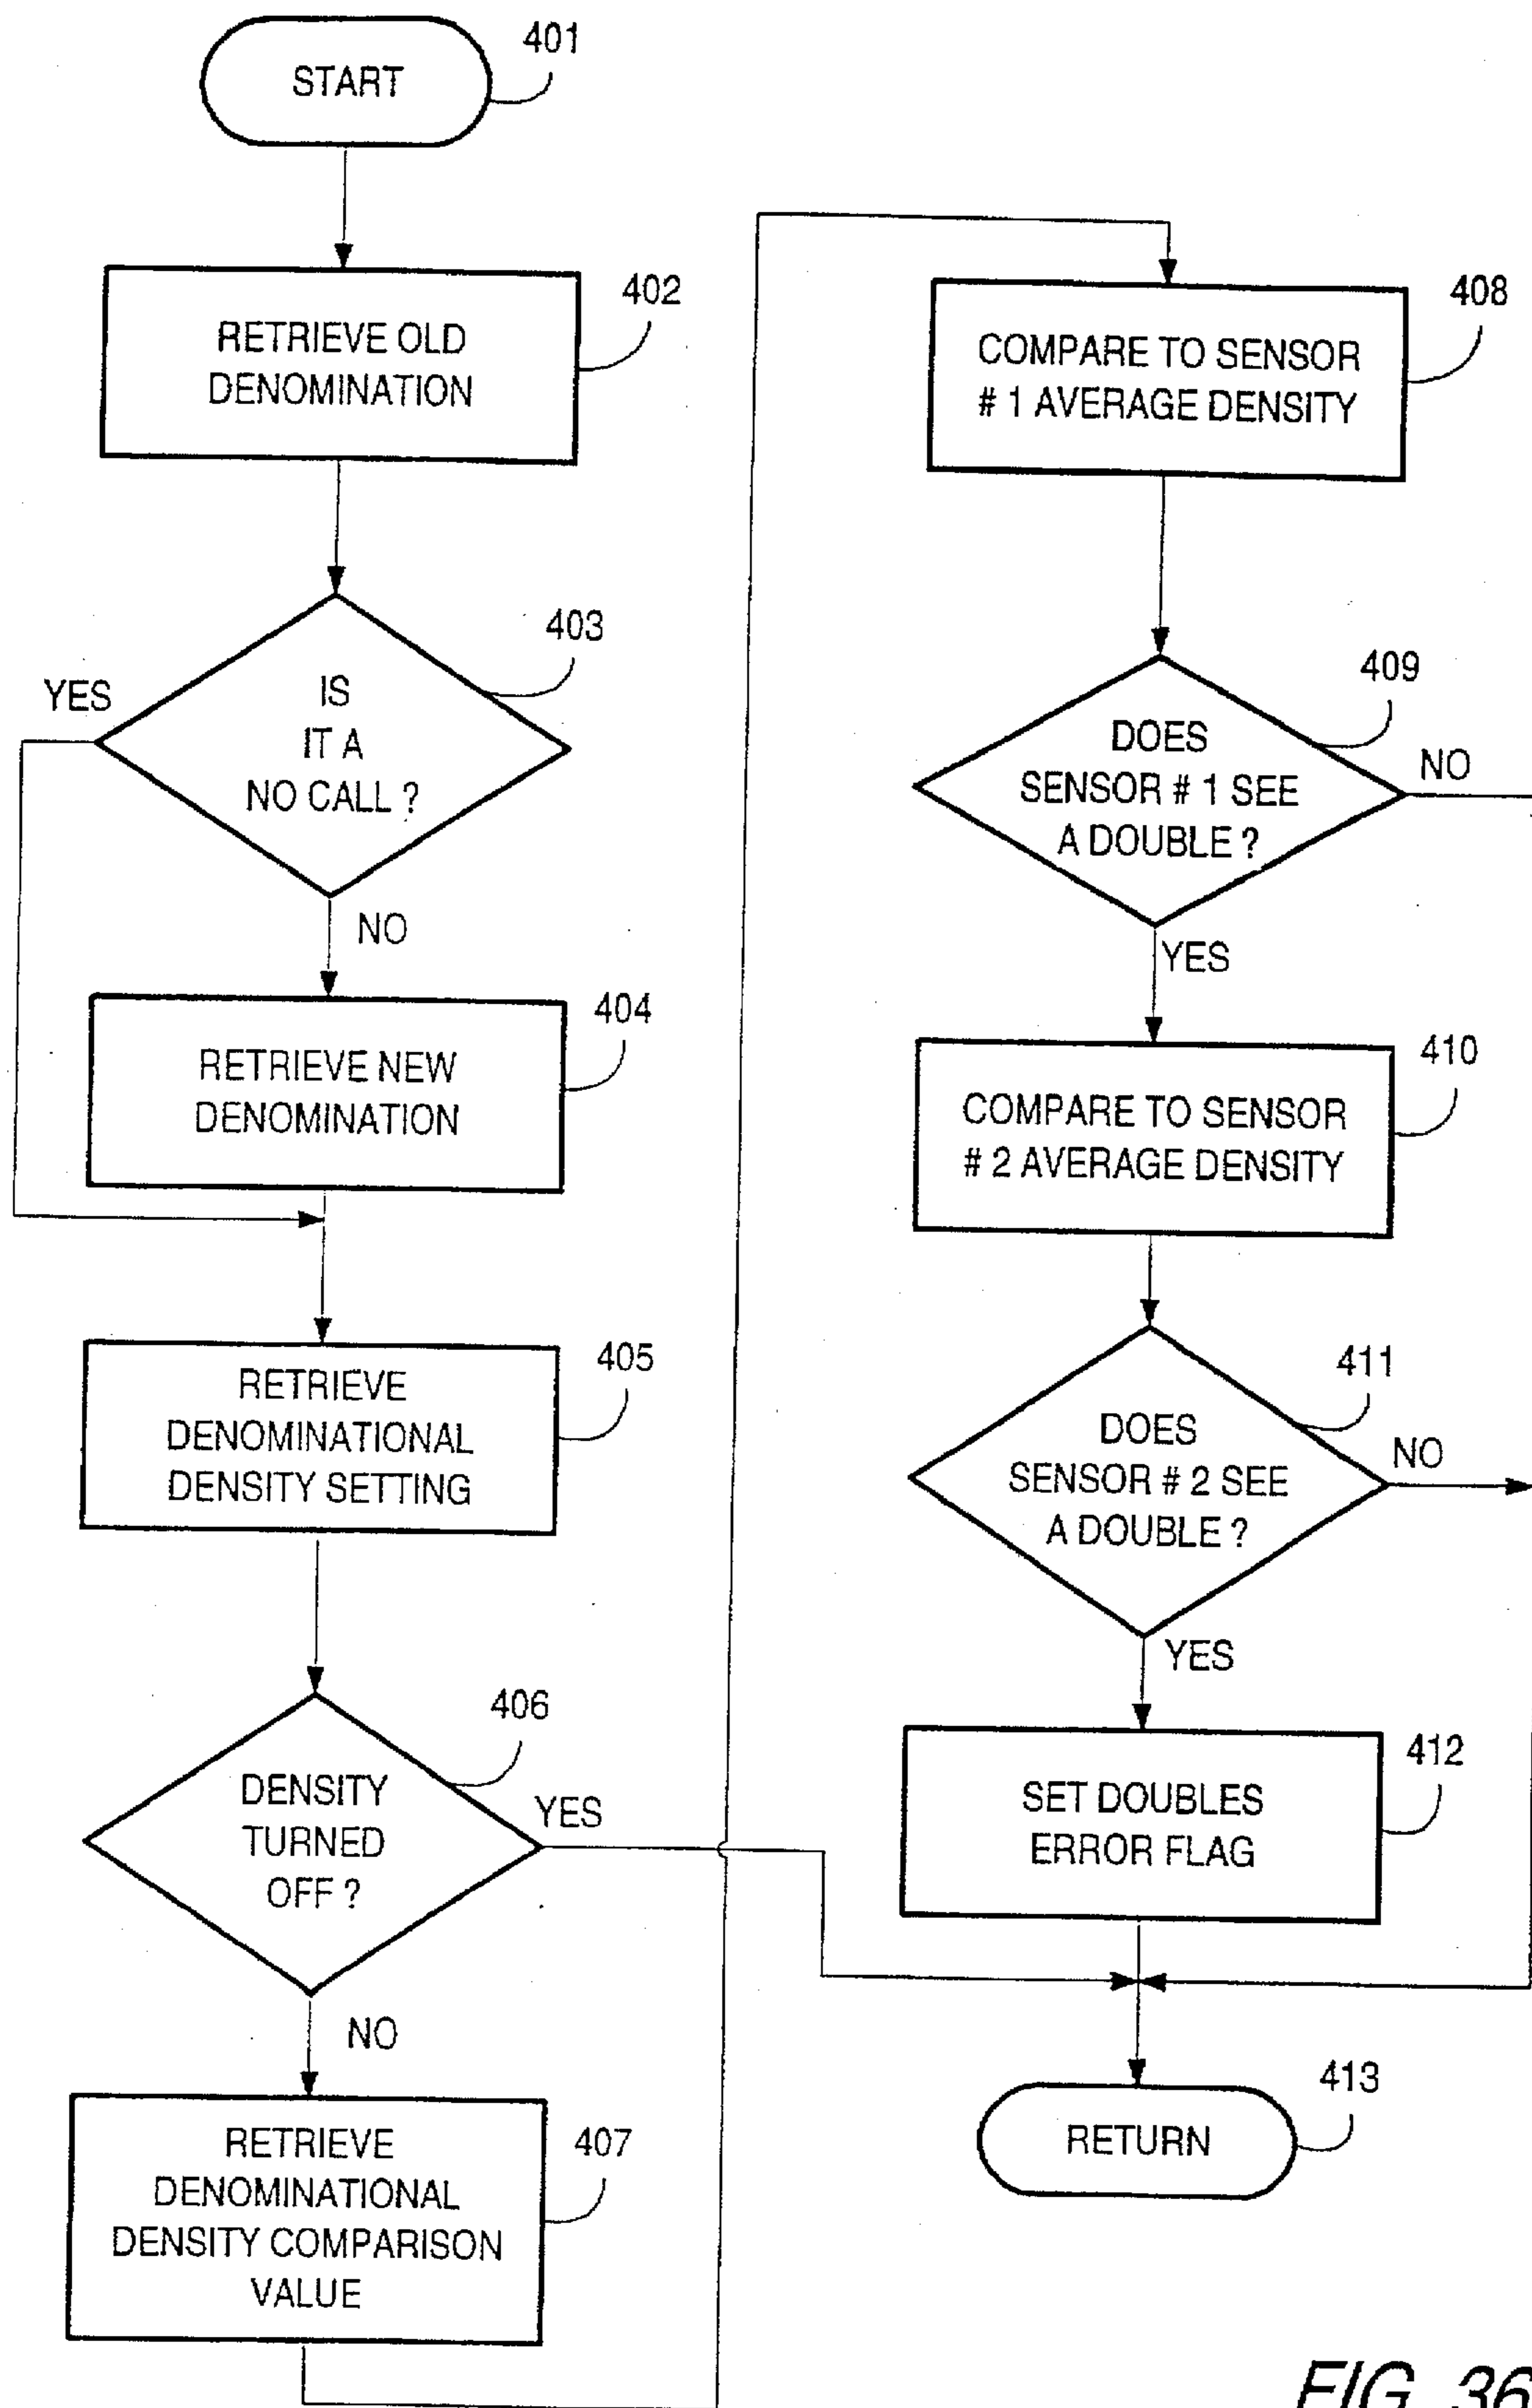 START
401
RETRIEVE OLD
DENOMINATION
402
IS
IT A
NO CALL ?
403
YES
NO
RETRIEVE NEW
DENOMINATION
404
RETRIEVE
DENOMINATIONAL
DENSITY SETTING
405
DENSITY
TURNED
OFF ?
406
YES
NO
RETRIEVE
DENOMINATIONAL
DENSITY COMPARISON
VALUE
407
COMPARE TO SENSOR
# 1 AVERAGE DENSITY
408
DOES
SENSOR # 1 SEE
A DOUBLE ?
409
NO
YES
COMPARE TO SENSOR
# 2 AVERAGE DENSITY
410
DOES
SENSOR # 2 SEE
A DOUBLE ?
411
NO
YES
SET DOUBLES
ERROR FLAG
412
RETURN
413
FIG. 36